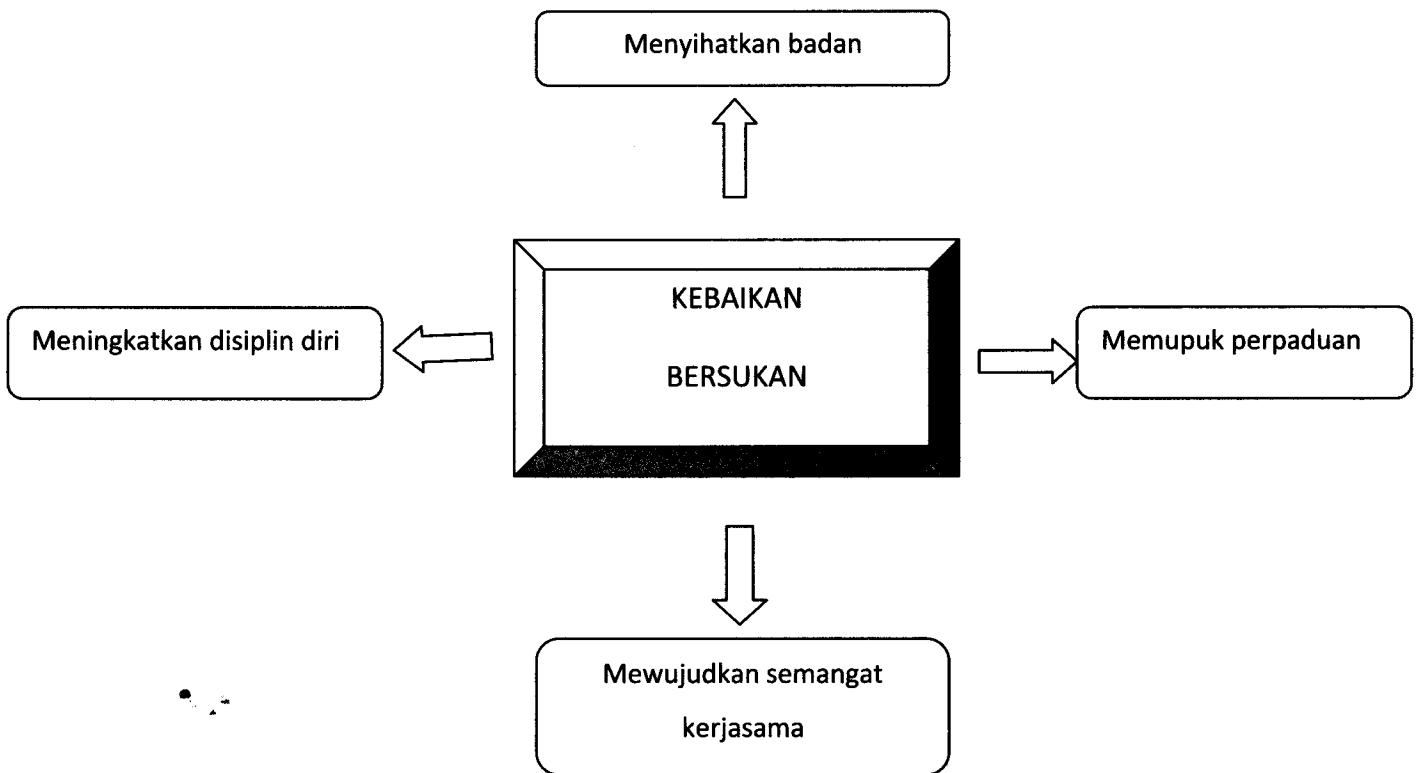 Menyihatkan badan
KEBAIKAN
BERSUKAN
Meningkatkan disiplin diri
Memupuk perpaduan
Mewujudkan semangat
kerjasama